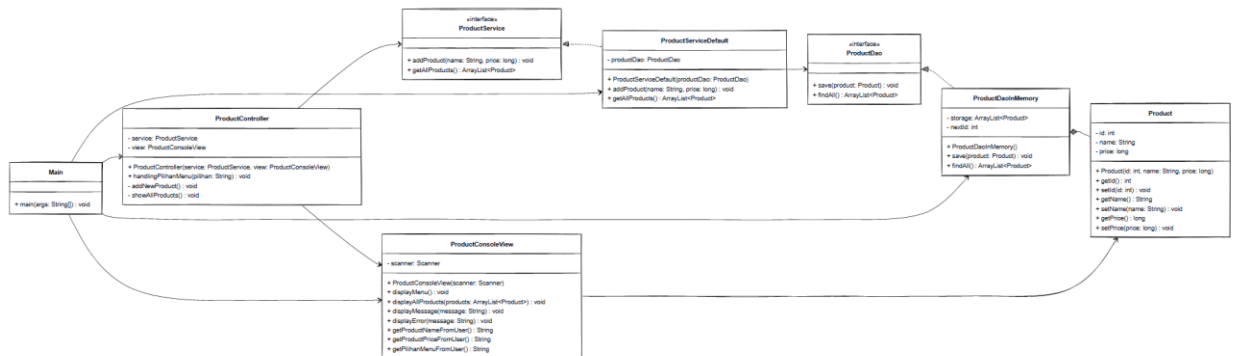 «interface»
ProductService
+ addProduct(name: String, price: long) : void
+ getAllProducts() : ArrayList<Product>
ProductServiceDefault
- productDao: ProductDao
+ ProductServiceDefault(productDao: ProductDao)
+ addProduct(name: String, price: long) : void
+ getAllProducts() : ArrayList<Product>
«interface»
ProductDao
+ save(product: Product) : void
+ findAll() : ArrayList<Product>
ProductDaoInMemory
- storage: ArrayList<Product>
- nextId: int
+ ProductDaoInMemory()
+ save(product: Product) : void
+ findAll() : ArrayList<Product>
Product
- id: int
- name: String
- price: long
+ Product(id: int, name: String, price: long)
+ getId() : int
+ setId(id: int) : void
+ getName() : String
+ setName(name: String) : void
+ getPrice() : long
+ setPrice(price: long) : void
ProductController
- service: ProductService
- view: ProductConsoleView
+ ProductController(service: ProductService, view: ProductConsoleView)
+ handlingPilihanMenu(pilihan: String) : void
- addNewProduct() : void
- showAllProducts() : void
Main
+ main(args: String[]) : void
ProductConsoleView
- scanner: Scanner
+ ProductConsoleView(scanner: Scanner)
+ displayMenu() : void
+ displayAllProducts(products: ArrayList<Product>) : void
+ displayMessage(message: String) : void
+ displayError(message: String) : void
+ getProductNameFromUser() : String
+ getProductPriceFromUser() : String
+ getPilihanMenuFromUser() : String